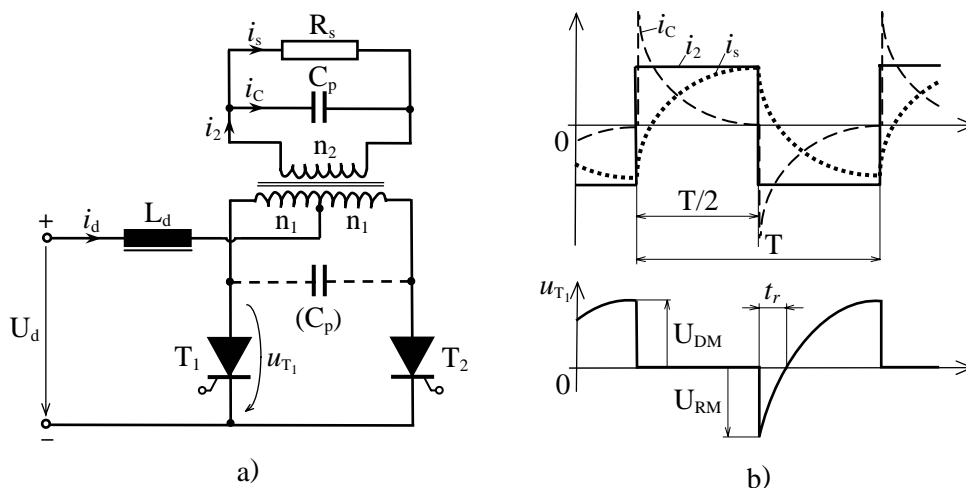 i_s R_s
C_p
i_C
i_2
n_2
n_1 n_1
+ i_d L_d
(C_p)
U_d
T_1 u_T1 T_2
−
a)
i_C i_2 i_s
0
T/2
T
u_T1 t_r
U_DM
0
U_RM
b)